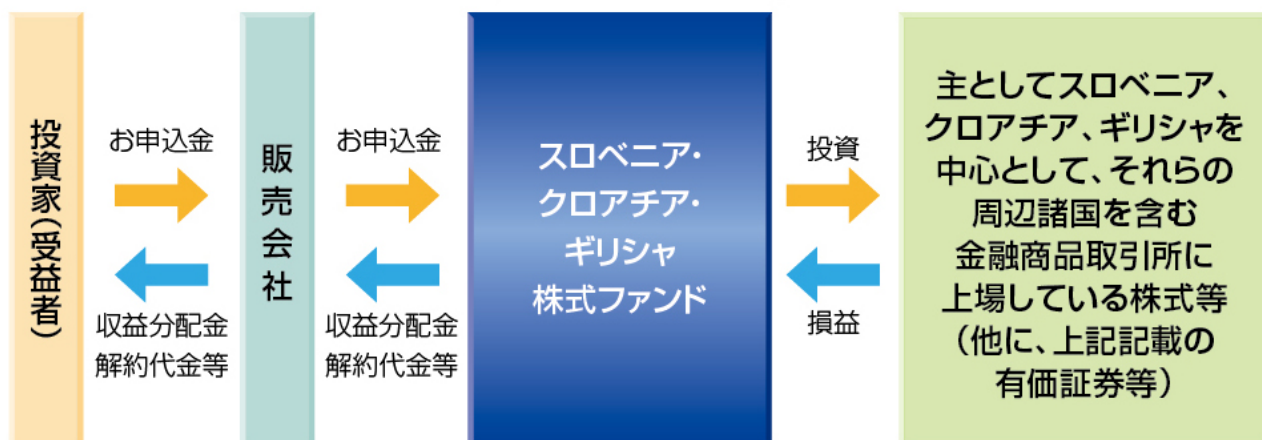 投資家（受益者）
お申込金
収益分配金
解約代金等
販売会社
お申込金
収益分配金
解約代金等
スロベニア・
クロアチア・
ギリシャ
株式ファンド
投資
損益
主としてスロベニア、
クロアチア、ギリシャを
中心として、それらの
周辺諸国を含む
金融商品取引所に
上場している株式等
（他に、上記記載の
有価証券等）